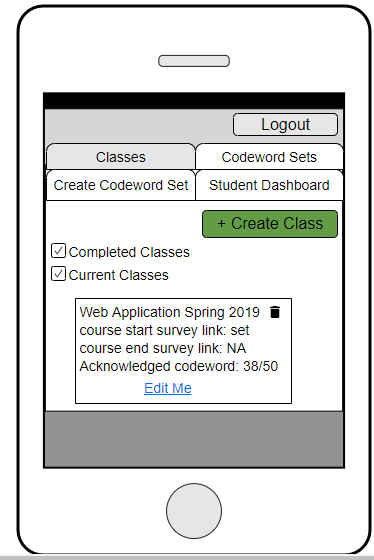 Logout
Classes
Codeword Sets
Create Codeword Set
Student Dashboard
+ Create Class
Completed Classes
Current Classes
Web Application Spring 2019
course start survey link: set
course end survey link: NA
Acknowledged codeword: 38/50
Edit Me